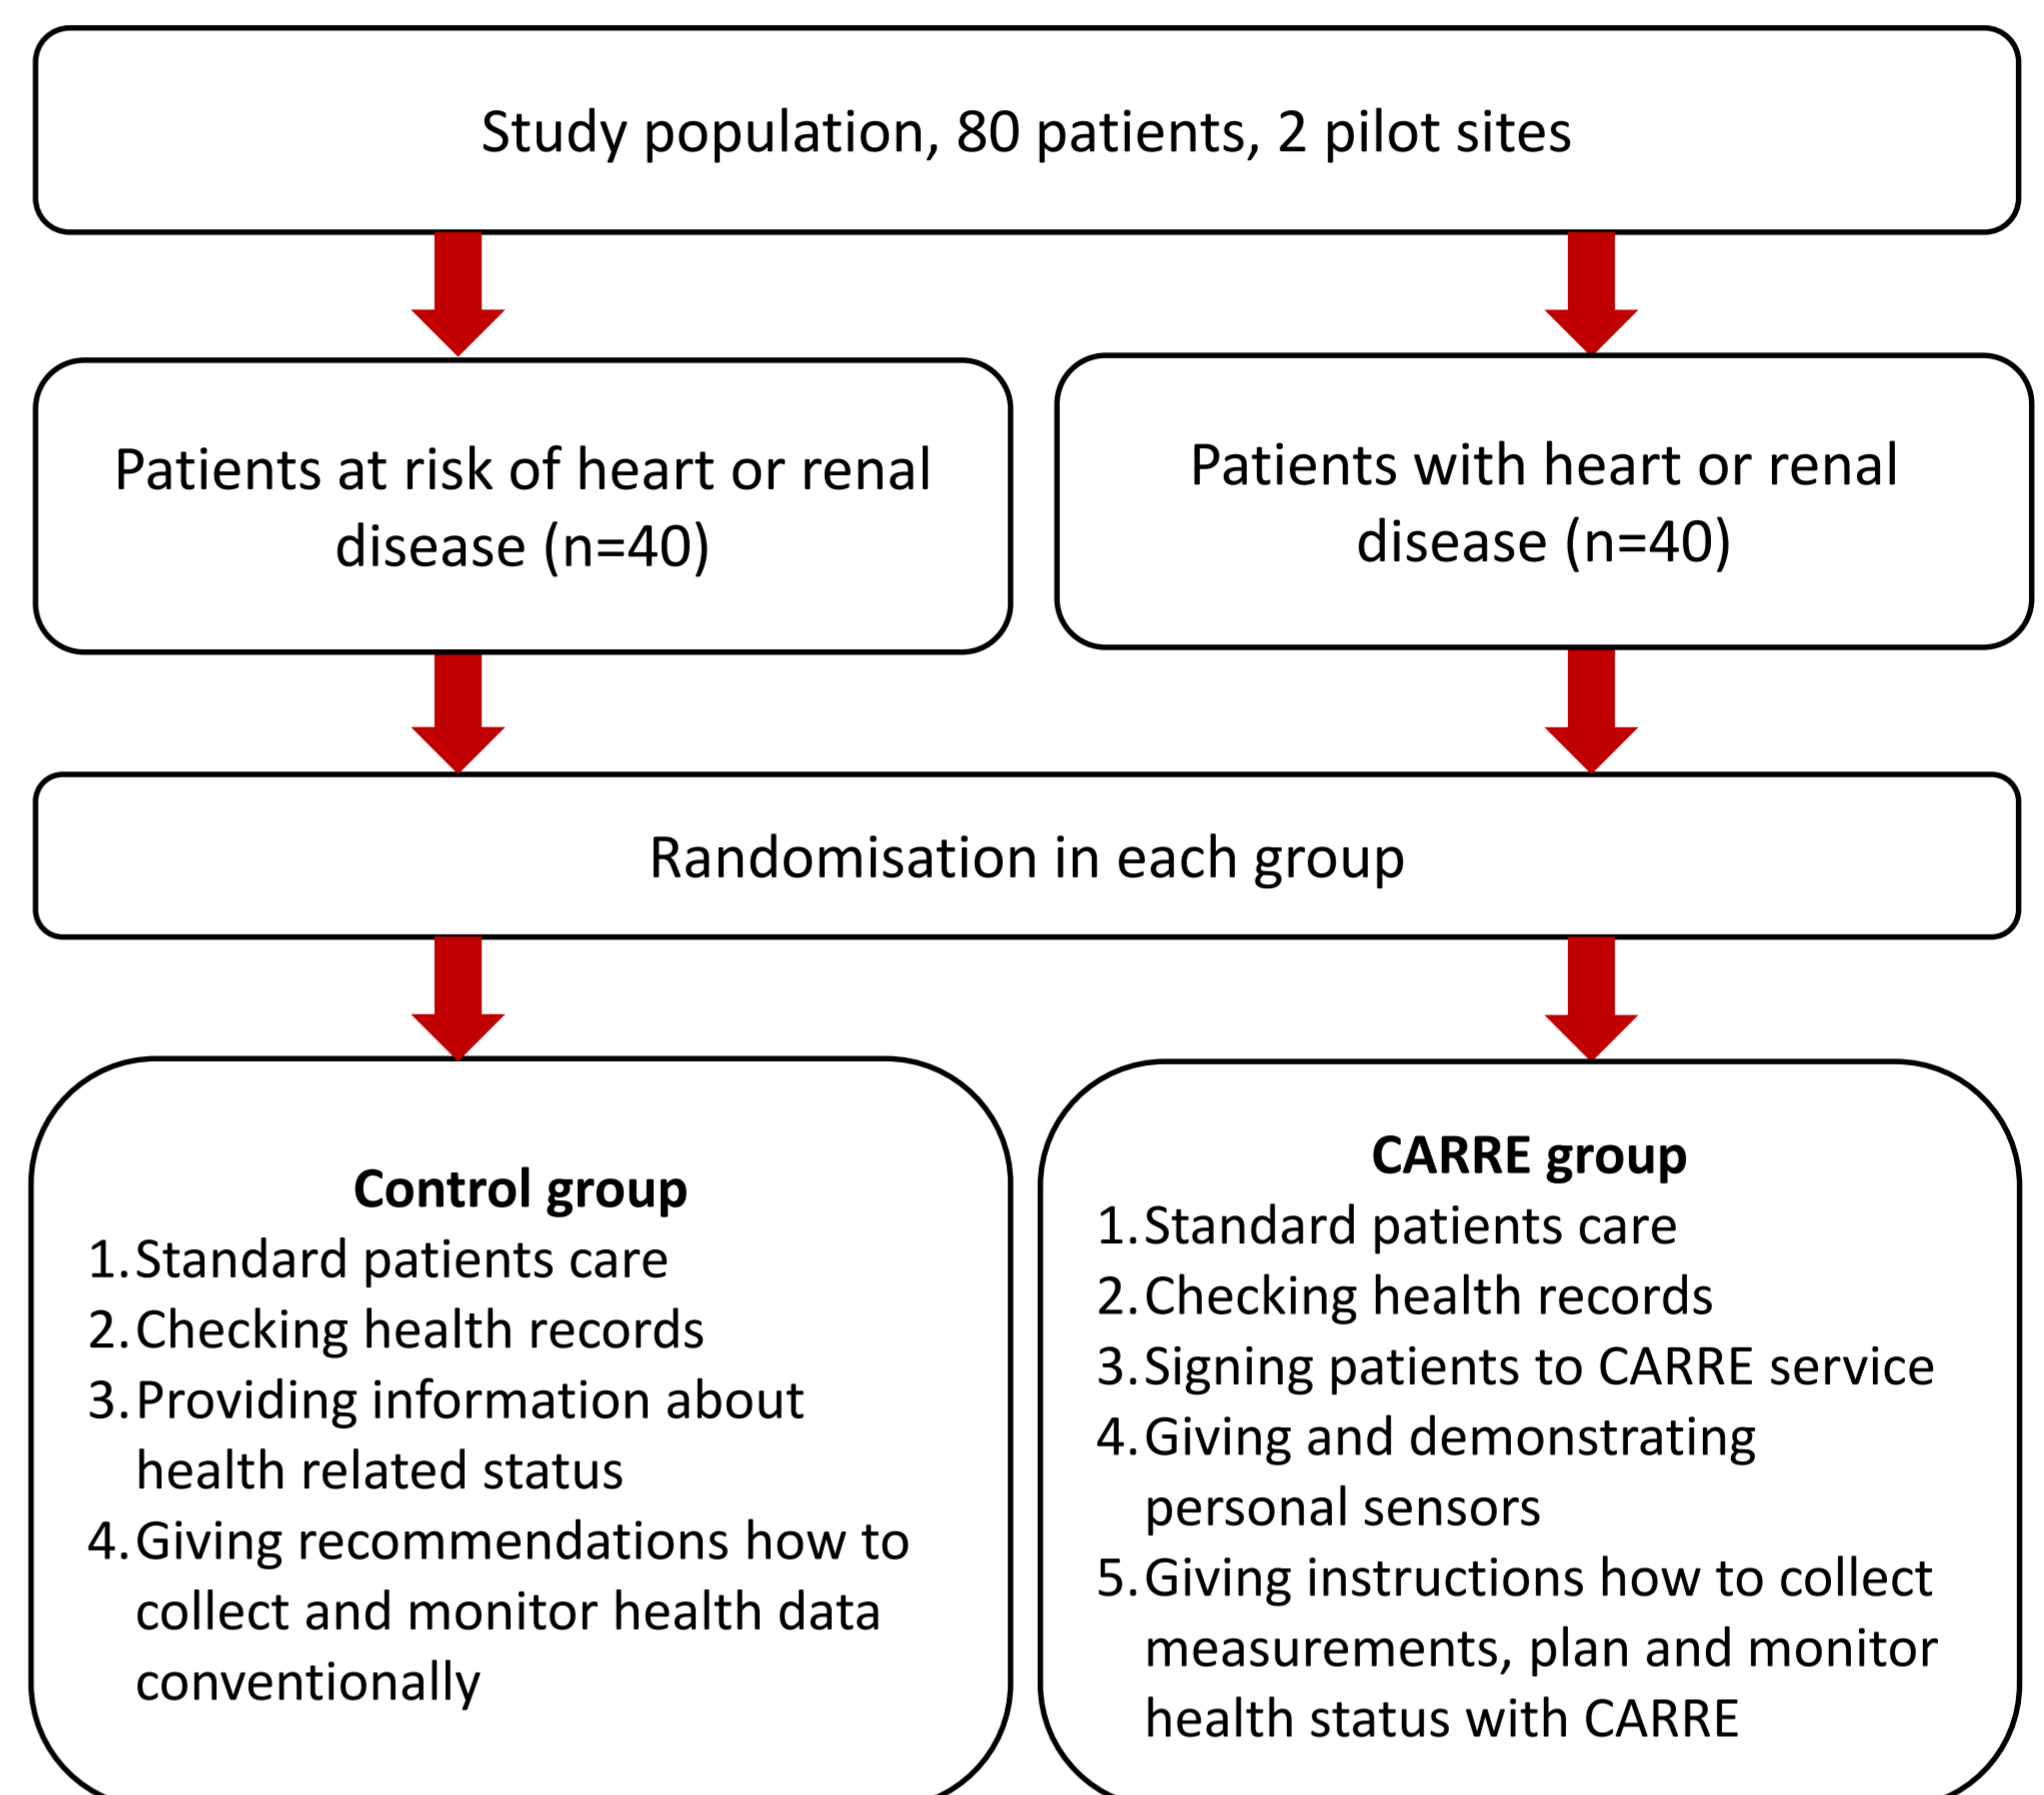 Study population, 80 patients, 2 pilot sites
Patients at risk of heart or renal
disease (n=40)
Patients with heart or renal
disease (n=40)
Randomisation in each group
Control group
1. Standard patients care
2. Checking health records
3. Providing information about
health related status
4. Giving recommendations how to
collect and monitor health data
conventionally
CARRE group
1. Standard patients care
2. Checking health records
3. Signing patients to CARRE service
4. Giving and demonstrating
personal sensors
5. Giving instructions how to collect
measurements, plan and monitor
health status with CARRE